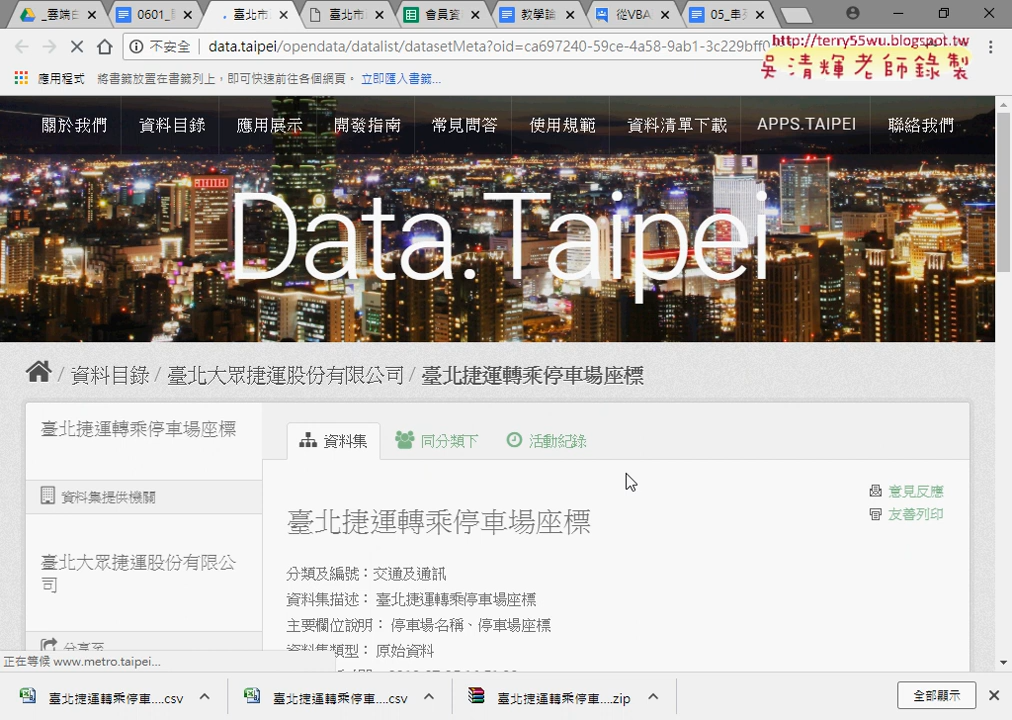 _雲端白
0601_
臺北市
臺北市
會員資
教學論
從VBA
05_串列
不安全
data.taipei/opendata/datalist/datasetMeta?oid=ca697240-59ce-4a58-9ab1-3c229bff0
http://terry55wu.blogspot.tw
吳清輝老師錄製
應用程式
將書籤放置在書籤列上，即可快速前往各個網頁。 立即匯入書籤...
關於我們 資料目錄 應用展示 開發指南 常見問答 使用規範 資料清單下載 APPS.TAIPEI 聯絡我們
Data.Taipei
/ 資料目錄 / 臺北大眾捷運股份有限公司 / 臺北捷運轉乘停車場座標
臺北捷運轉乘停車場座標
資料集 同分類下 活動紀錄
資料集提供機關
意見反應
友善列印
臺北捷運轉乘停車場座標
臺北大眾捷運股份有限公司
分類及編號：交通及通訊
資料集描述： 臺北捷運轉乘停車場座標
主要欄位說明： 停車場名稱、停車場座標
分享至
資料集類型： 原始資料
正在等候 www.metro.taipei...
臺北捷運轉乘停車....csv
臺北捷運轉乘停車....csv
臺北捷運轉乘停車....zip
全部顯示